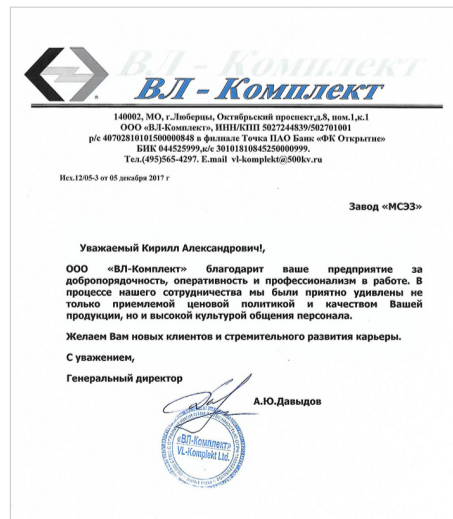 ВЛ - Комплект
140002, МО, г.Люберцы, Октябрьский проспект,д.8, пом.1,к.1
ООО «ВЛ-Комплект», ИНН/КПП 5027244839/502701001
р/с 40702810101500000848 в филиале Точка ПАО Банк «ФК Открытие»
БИК 044525999,к/с 30101810845250000999.
Тел.(495)565-4297. E.mail vl-komplekt@500kv.ru
Исх.12/05-3 от 05 декабря 2017 г
Завод «МСЭЗ»
Уважаемый Кирилл Александрович!,
ООО «ВЛ-Комплект» благодарит ваше предприятие за
добропорядочность, оперативность и профессионализм в работе. В
процессе нашего сотрудничества мы были приятно удивлены не
только приемлемой ценовой политикой и качеством Вашей
продукции, но и высокой культурой общения персонала.
Желаем Вам новых клиентов и стремительного развития карьеры.
С уважением,
Генеральный директор
А.Ю.Давыдов
«ВЛ-Комплект»
VL-Komplekt Ltd.